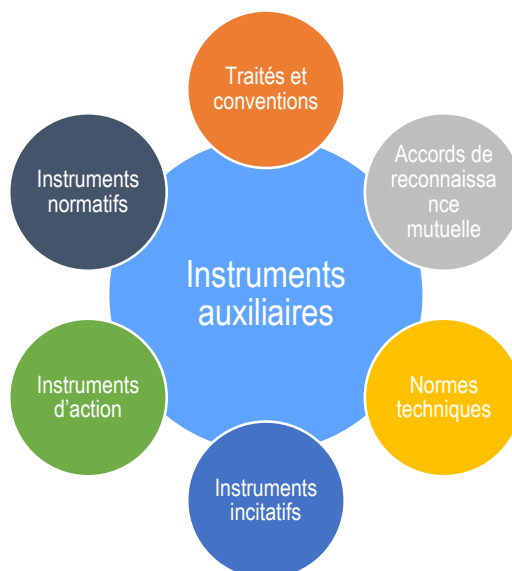 Traités et
conventions
Accords de
reconnaissa
nce
mutuelle
Normes
techniques
Instruments
incitatifs
Instruments
d’action
Instruments
normatifs
Instruments
auxiliaires